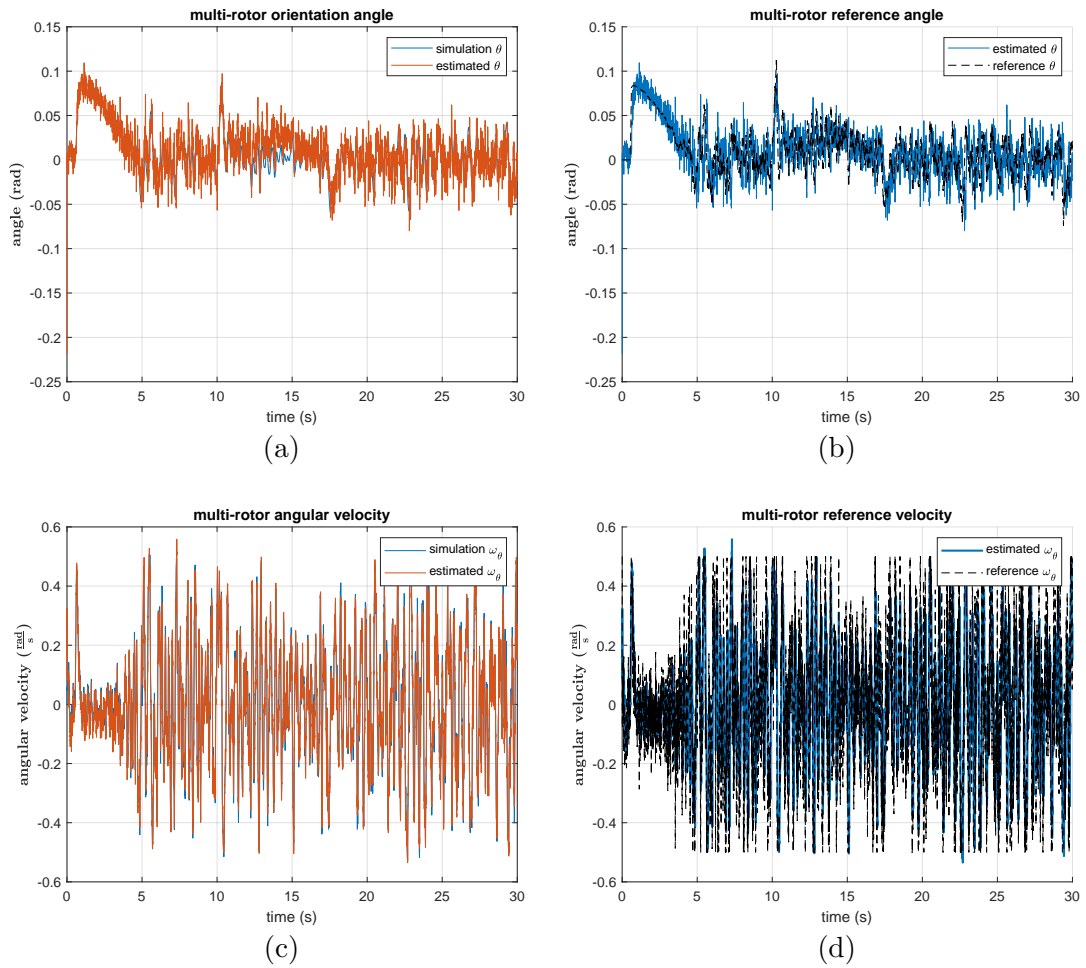 multi-rotor orientation angle
0.15
0.1
0.05
0
-0.05
-0.1
-0.15
-0.2
-0.25
angle (rad)
simulation θ
estimated θ
0 5 10 15 20 25 30
time (s)
(a)
multi-rotor reference angle
0.15
0.1
0.05
0
-0.05
-0.1
-0.15
-0.2
-0.25
angle (rad)
estimated θ
reference θ
0 5 10 15 20 25 30
time (s)
(b)
multi-rotor angular velocity
0.6
0.4
0.2
0
-0.2
-0.4
-0.6
angular velocity (rad/s)
simulation ω_θ
estimated ω_θ
0 5 10 15 20 25 30
time (s)
(c)
multi-rotor reference velocity
0.6
0.4
0.2
0
-0.2
-0.4
-0.6
angular velocity (rad/s)
estimated ω_θ
reference ω_θ
0 5 10 15 20 25 30
time (s)
(d)